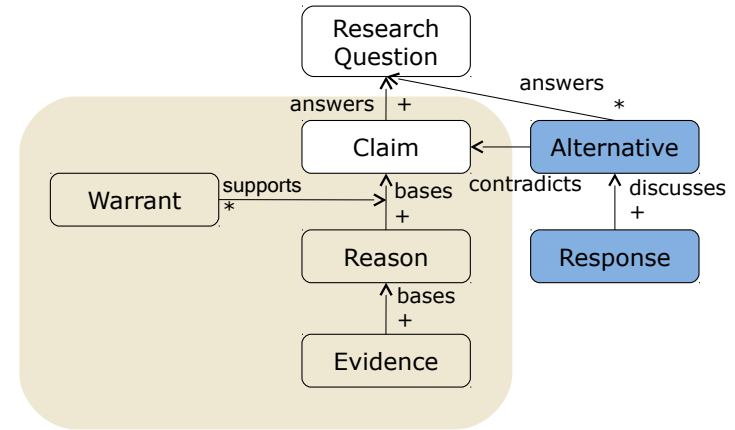 Research
Question
answers
*
answers +
Claim
Alternative
contradicts
Warrant
supports
*
bases
+
discusses
+
Reason
Response
bases
+
Evidence